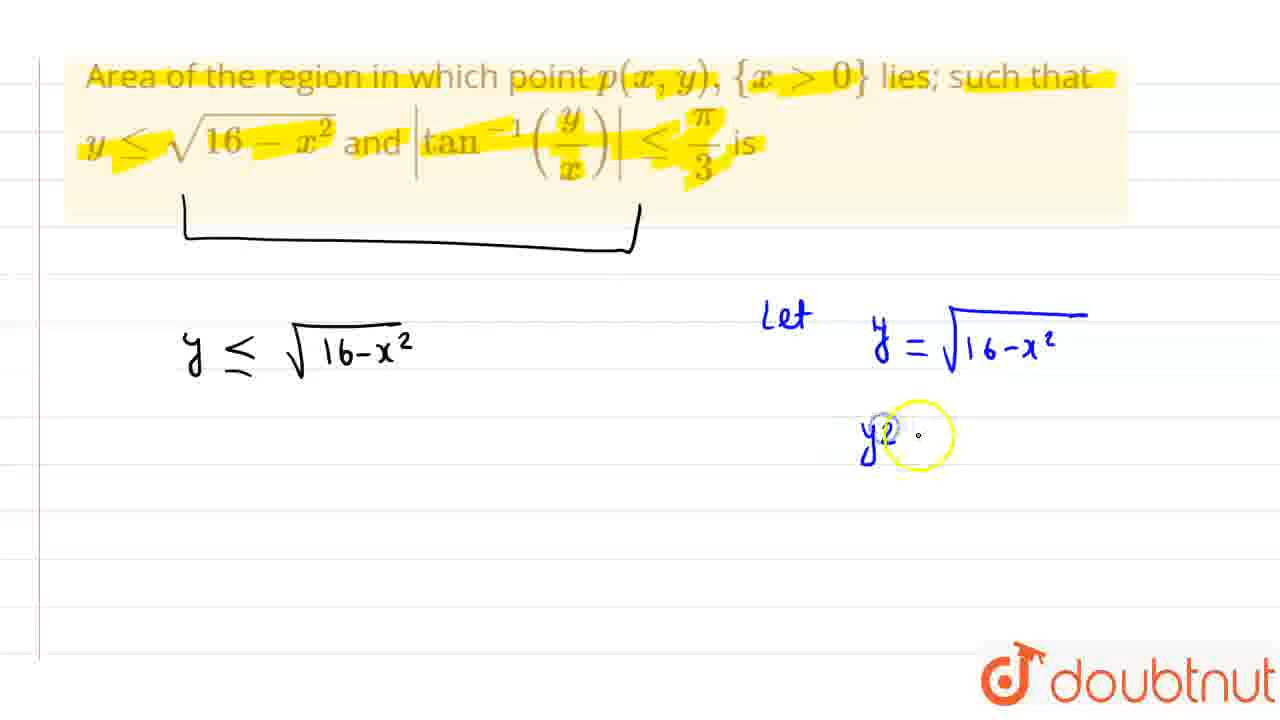 Area of the region in which point p(x, y), {x > 0} lies; such that
y ≤ √(16 − x²) and |tan⁻¹(y/x)| ≤ π/3 is
Let y = √(16-x²)
y ≤ √(16-x²)
y²
doubtnut